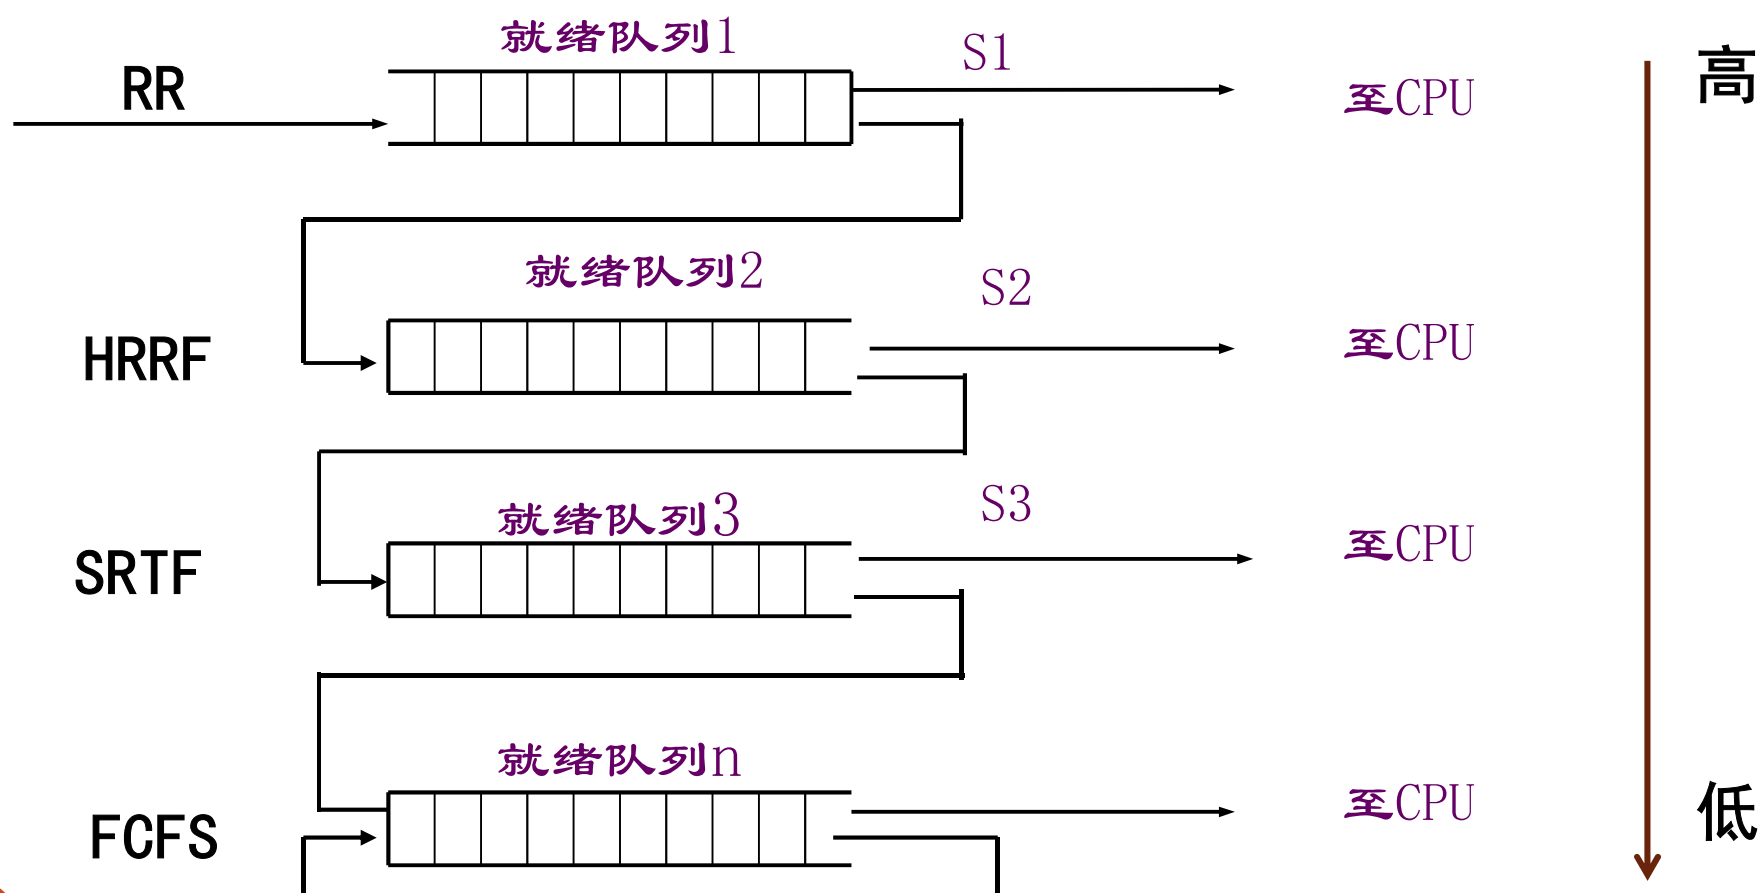 就绪队列1
S1
高
RR
至CPU
就绪队列2
S2
HRRF
至CPU
就绪队列3
S3
SRTF
至CPU
就绪队列n
FCFS
至CPU
低